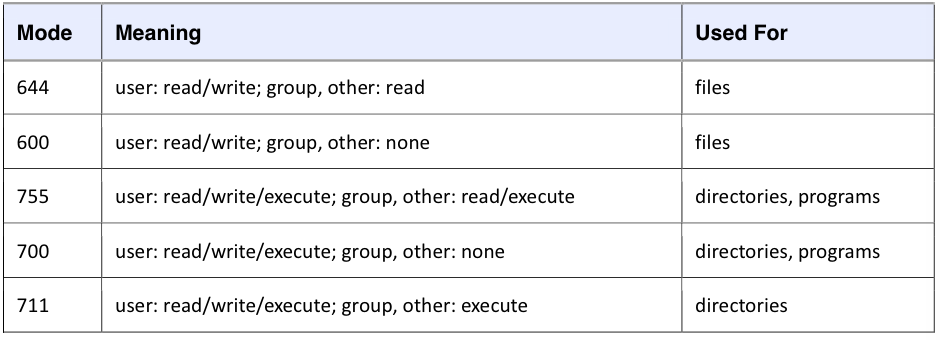 Mode Meaning Used For
644 user: read/write; group, other: read files
600 user: read/write; group, other: none files
755 user: read/write/execute; group, other: read/execute directories, programs
700 user: read/write/execute; group, other: none directories, programs
711 user: read/write/execute; group, other: execute directories